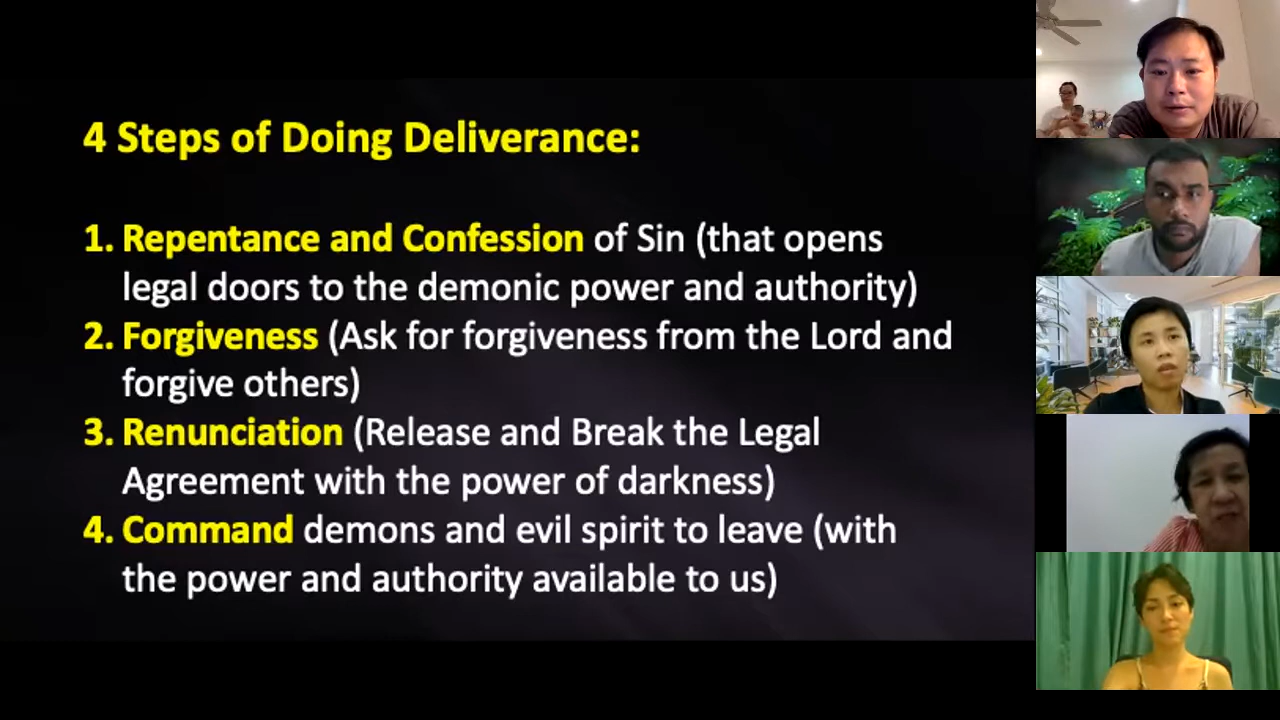 4 Steps of Doing Deliverance:
1. Repentance and Confession of Sin (that opens
legal doors to the demonic power and authority)
2. Forgiveness (Ask for forgiveness from the Lord and
forgive others)
3. Renunciation (Release and Break the Legal
Agreement with the power of darkness)
4. Command demons and evil spirit to leave (with
the power and authority available to us)